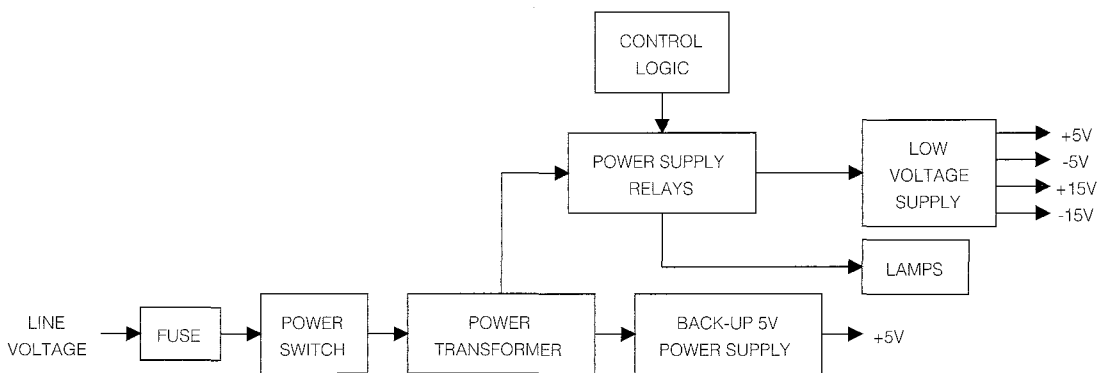 CONTROL
LOGIC
POWER SUPPLY
RELAYS
LOW
VOLTAGE
SUPPLY
+5V
-5V
+15V
-15V
LAMPS
LINE
VOLTAGE
FUSE
POWER
SWITCH
POWER
TRANSFORMER
BACK-UP 5V
POWER SUPPLY
+5V